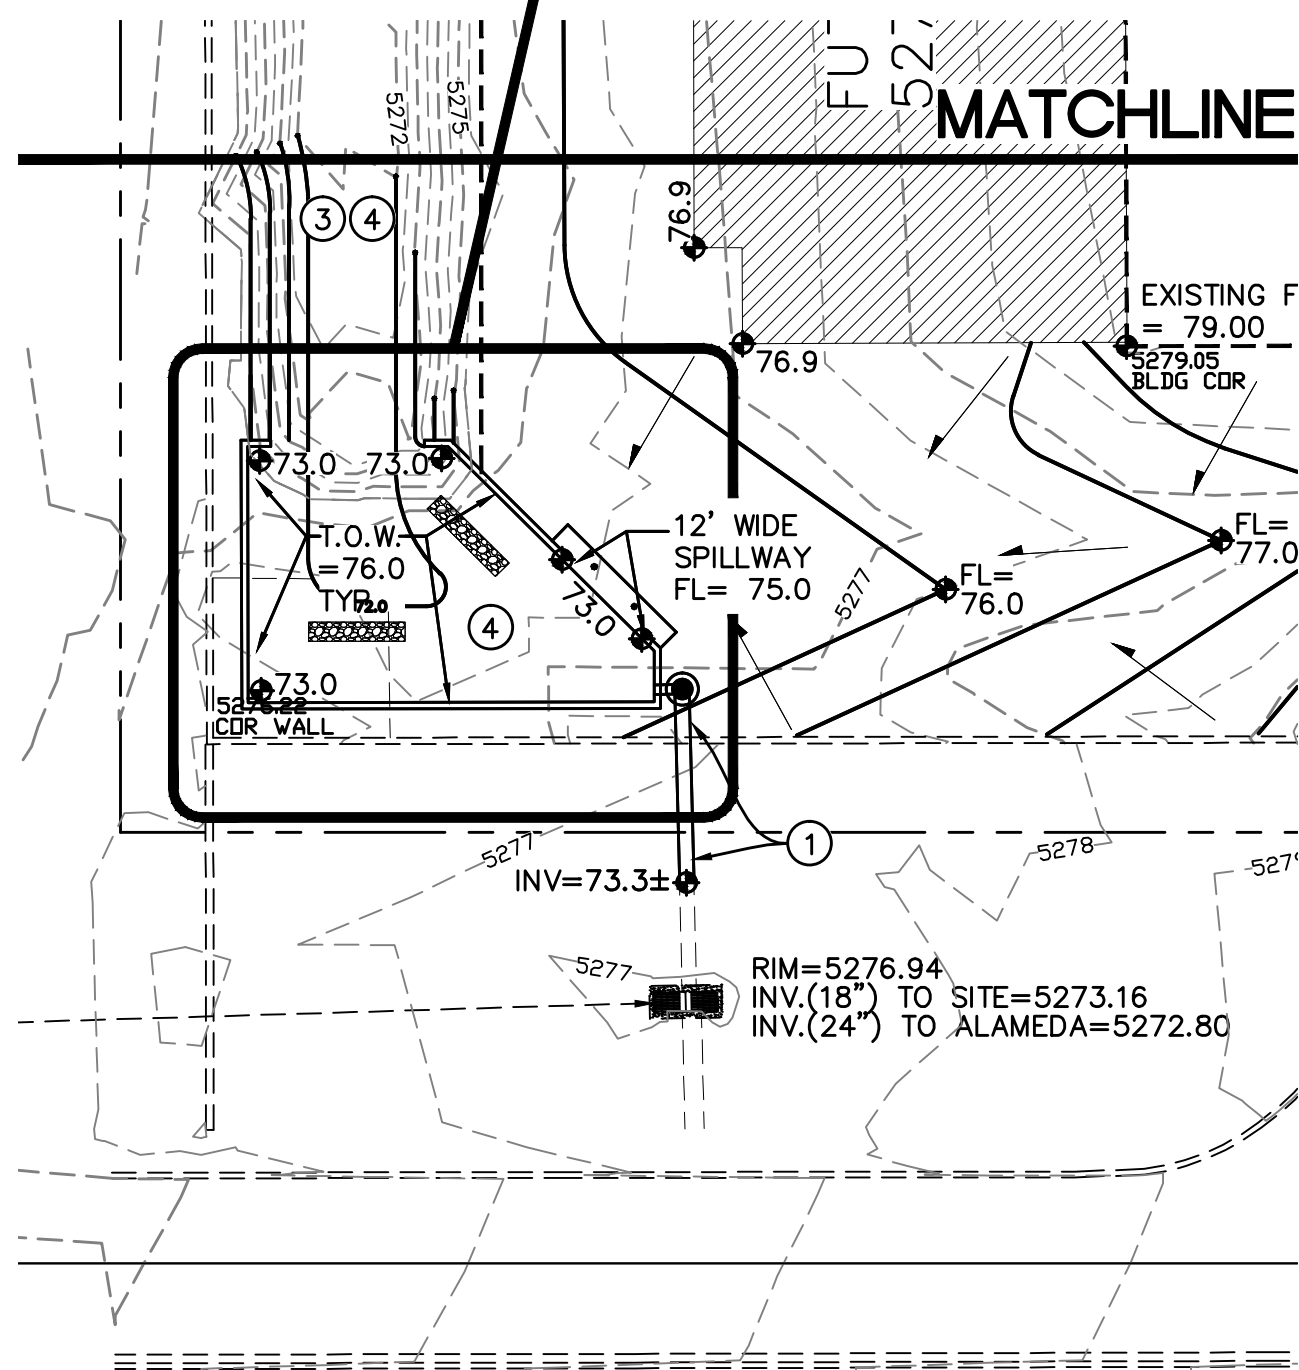 FU
527
MATCHLINE
5272
5275
3
4
76.9
76.9
EXISTING F
= 79.00
5279.05
BLDG COR
73.0
73.0
T.O.W.
=76.0
TYP.
72.0
12' WIDE
SPILLWAY
FL= 75.0
73.0
4
5277
FL=
76.0
FL=
77.0
73.0
COR WALL
1
5277
5278
5279
INV=73.3±
5277
RIM=5276.94
INV.(18") TO SITE=5273.16
INV.(24") TO ALAMEDA=5272.80